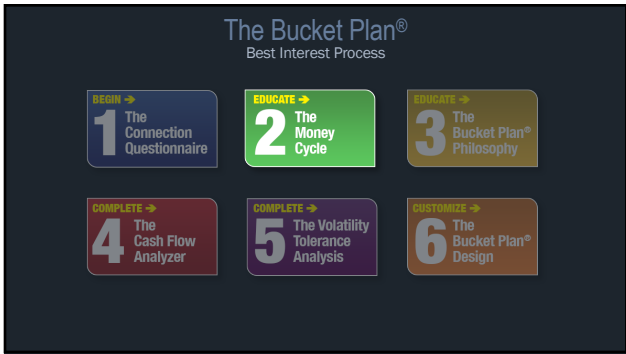 The Bucket Plan®
Best Interest Process
BEGIN →
1
The
Connection
Questionnaire
EDUCATE →
2
The
Money
Cycle
EDUCATE →
3
The
Bucket Plan®
Philosophy
COMPLETE →
4
The
Cash Flow
Analyzer
COMPLETE →
5
The Volatility
Tolerance
Analysis
CUSTOMIZE →
6
The
Bucket Plan®
Design